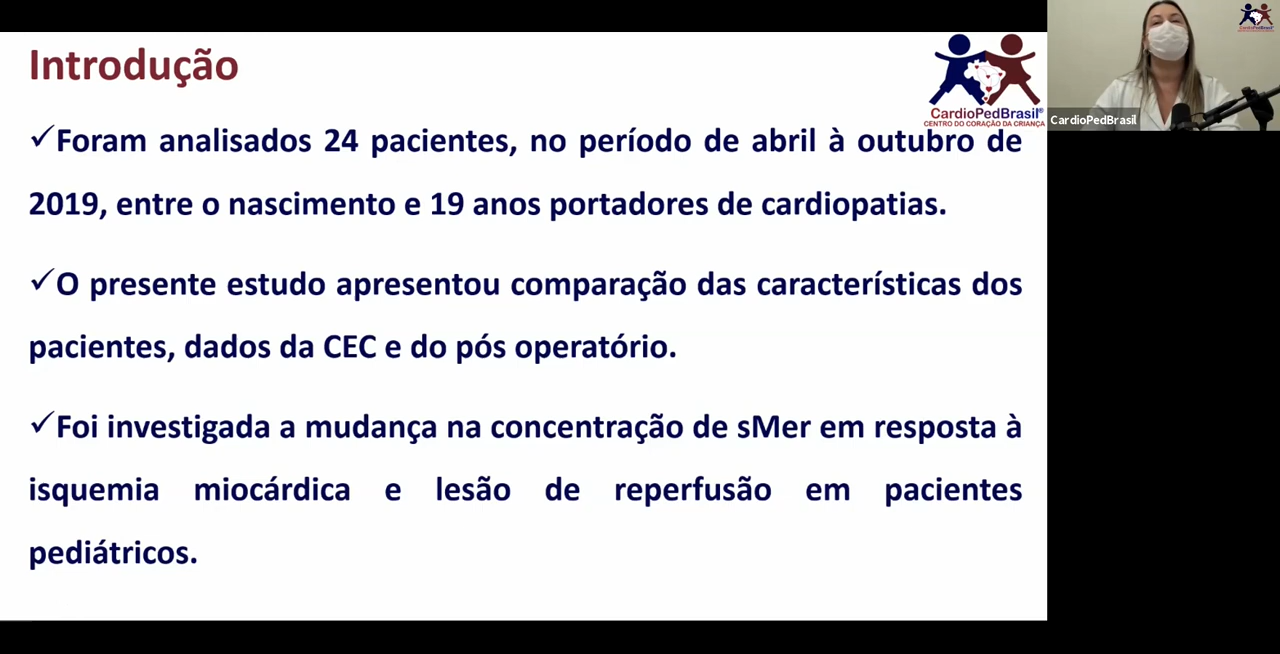 Introdução
CardioPedBrasil®
CENTRO DO CORAÇÃO DA CRIANÇA
✓Foram analisados 24 pacientes, no período de abril à outubro de
2019, entre o nascimento e 19 anos portadores de cardiopatias.
✓O presente estudo apresentou comparação das características dos
pacientes, dados da CEC e do pós operatório.
✓Foi investigada a mudança na concentração de sMer em resposta à
isquemia miocárdica e lesão de reperfusão em pacientes
pediátricos.
CardioPedBrasil
CardioPedBrasil